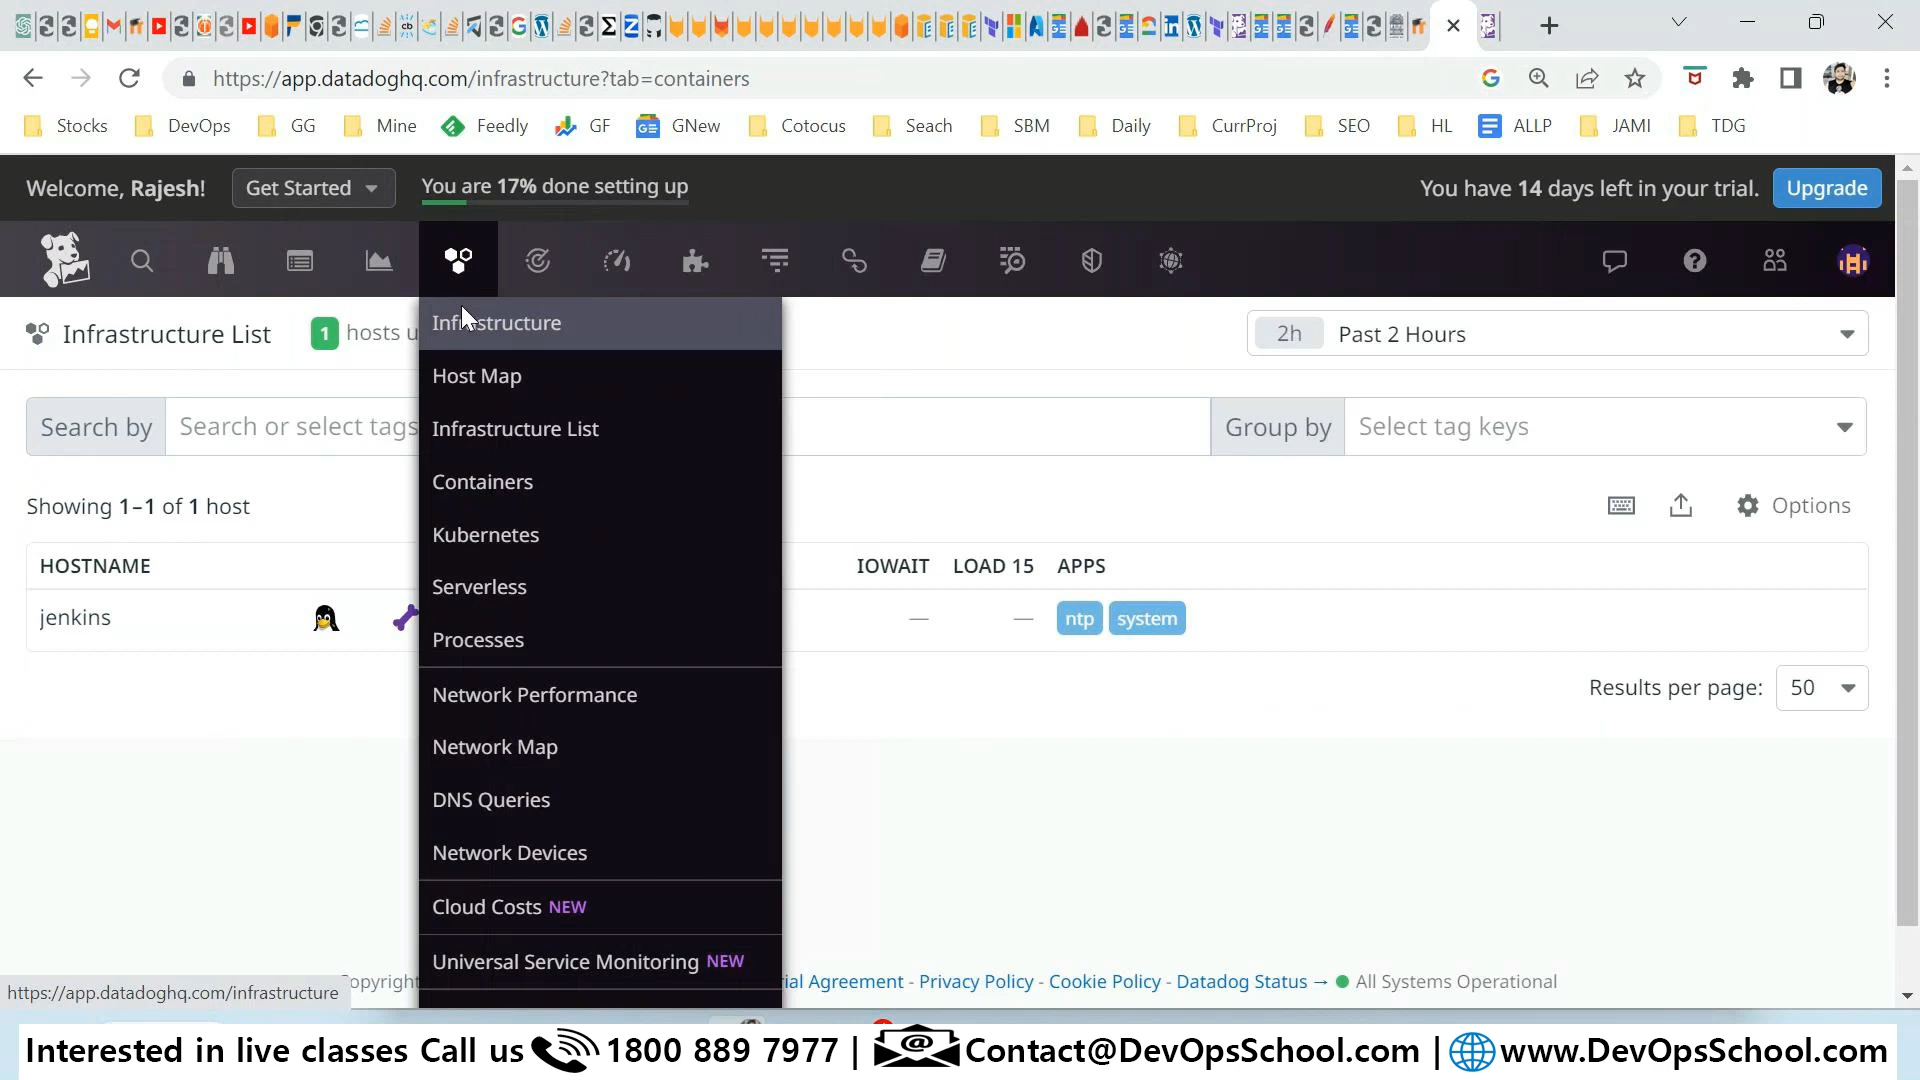 https://app.datadoghq.com/infrastructure?tab=containers
Stocks DevOps GG Mine Feedly GF GNew Cotocus Seach SBM Daily CurrProj SEO HL ALLP JAMI TDG
Welcome, Rajesh! Get Started You are 17% done setting up You have 14 days left in your trial. Upgrade
Infrastructure List 1 hosts u
2h Past 2 Hours
Search by Search or select tags Group by Select tag keys
Showing 1–1 of 1 host Options
HOSTNAME IOWAIT LOAD 15 APPS
jenkins — — ntp system
Results per page: 50
Infrastructure
Host Map
Infrastructure List
Containers
Kubernetes
Serverless
Processes
Network Performance
Network Map
DNS Queries
Network Devices
Cloud Costs NEW
Universal Service Monitoring NEW
opyright ial Agreement - Privacy Policy - Cookie Policy - Datadog Status → All Systems Operational
https://app.datadoghq.com/infrastructure
Interested in live classes Call us 1800 889 7977 | Contact@DevOpsSchool.com | www.DevOpsSchool.com